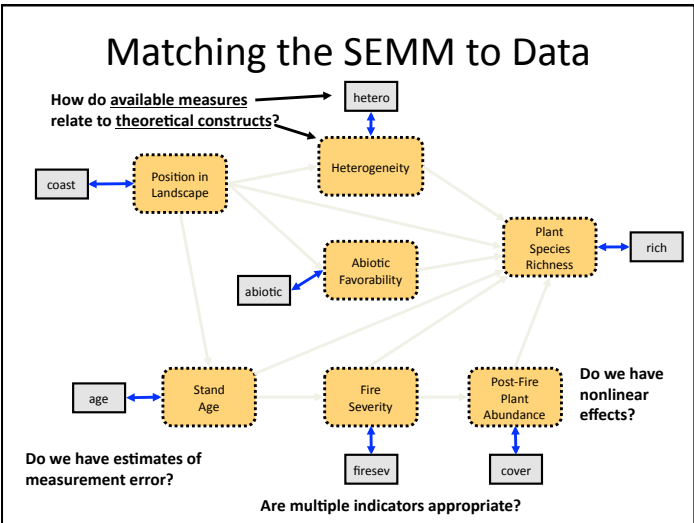 Matching the SEMM to Data
How do available measures
relate to theoretical constructs?
hetero
Heterogeneity
coast
Position in
Landscape
Plant
Species
Richness
rich
abiotic
Abiotic
Favorability
age
Stand
Age
Fire
Severity
Post-Fire
Plant
Abundance
Do we have
nonlinear
effects?
Do we have estimates of
measurement error?
firesev
cover
Are multiple indicators appropriate?